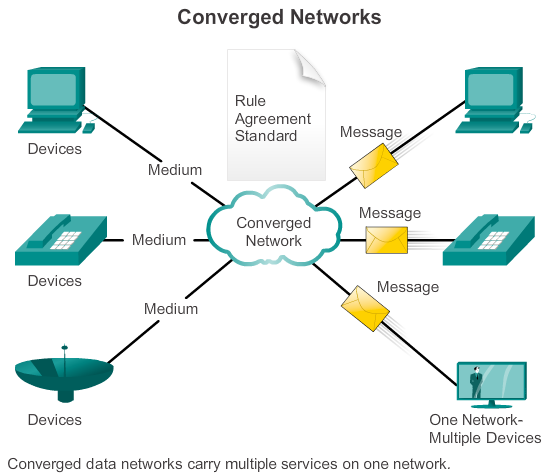 Converged Networks
Rule
Agreement
Standard
Message
Devices
Medium
Message
Converged
Network
Medium
Devices
Message
Medium
Devices
One Network-
Multiple Devices
Converged data networks carry multiple services on one network.